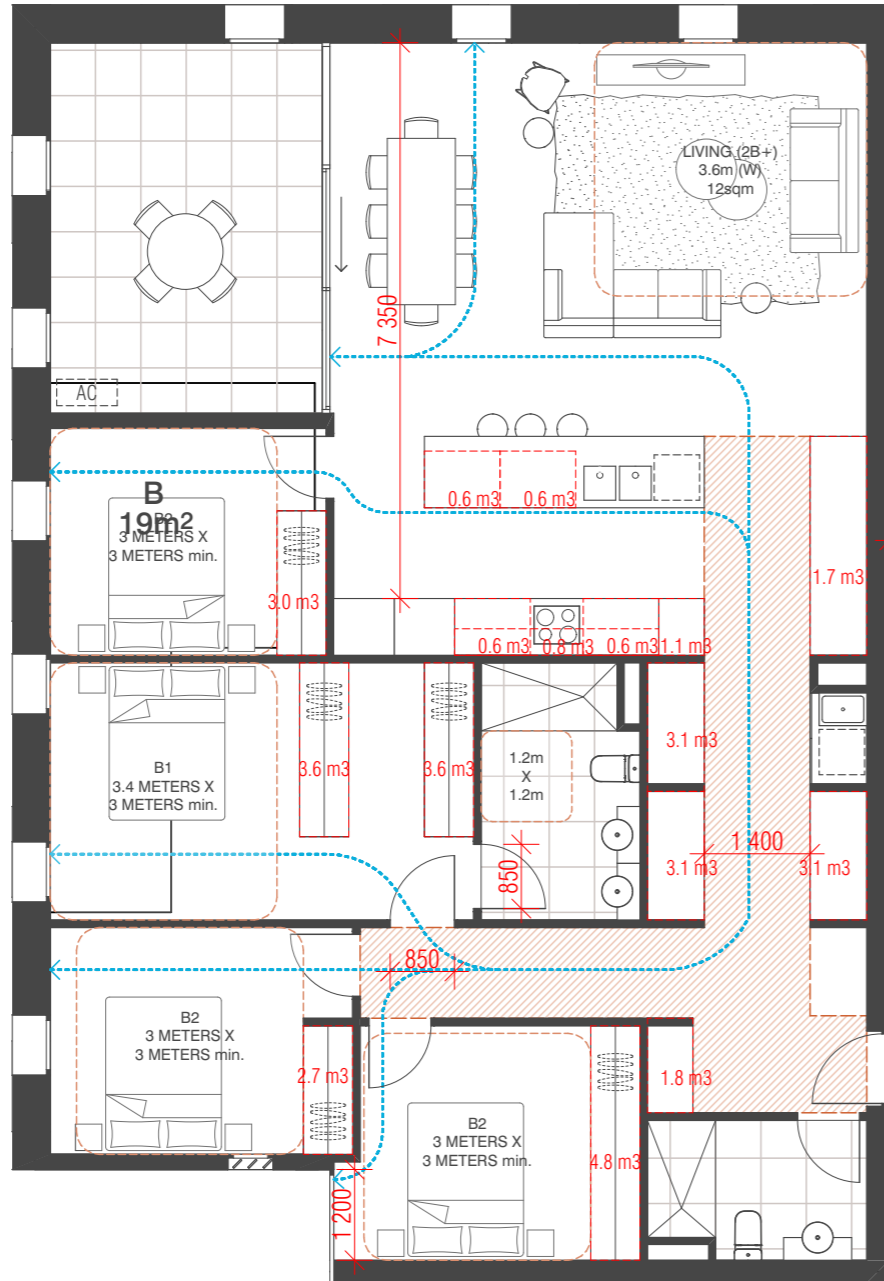 LIVING (2B+)
3.6m (W)
12sqm
7 350
AC
B
19m2
B2
3 METERS X
3 METERS min.
3.0 m3
0.6 m3
0.6 m3
1.7 m3
0.6 m3
0.8 m3
0.6 m3
1.1 m3
B1
3.4 METERS X
3 METERS min.
3.6 m3
3.6 m3
1.2m
X
1.2m
850
3.1 m3
3.1 m3
1 400
3.1 m3
850
B2
3 METERS X
3 METERS min.
2.7 m3
1 200
B2
3 METERS X
3 METERS min.
4.8 m3
1.8 m3